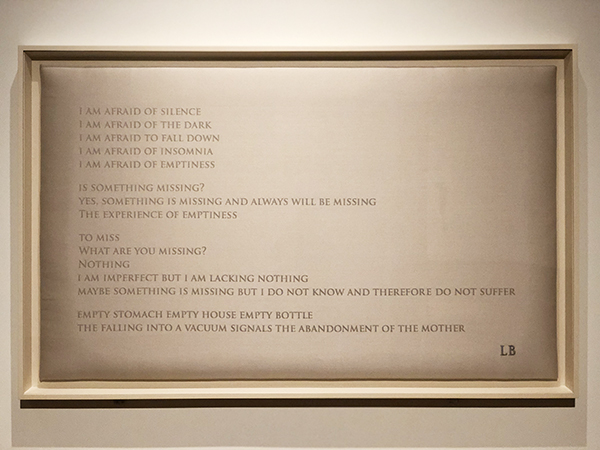 I AM AFRAID OF SILENCE
I AM AFRAID OF THE DARK
I AM AFRAID TO FALL DOWN
I AM AFRAID OF INSOMNIA
I AM AFRAID OF EMPTINESS
IS SOMETHING MISSING?
YES, SOMETHING IS MISSING AND ALWAYS WILL BE MISSING
THE EXPERIENCE OF EMPTINESS
TO MISS
WHAT ARE YOU MISSING?
NOTHING
I AM IMPERFECT BUT I AM LACKING NOTHING
MAYBE SOMETHING IS MISSING BUT I DO NOT KNOW AND THEREFORE DO NOT SUFFER
EMPTY STOMACH EMPTY HOUSE EMPTY BOTTLE
THE FALLING INTO A VACUUM SIGNALS THE ABANDONMENT OF THE MOTHER
LB